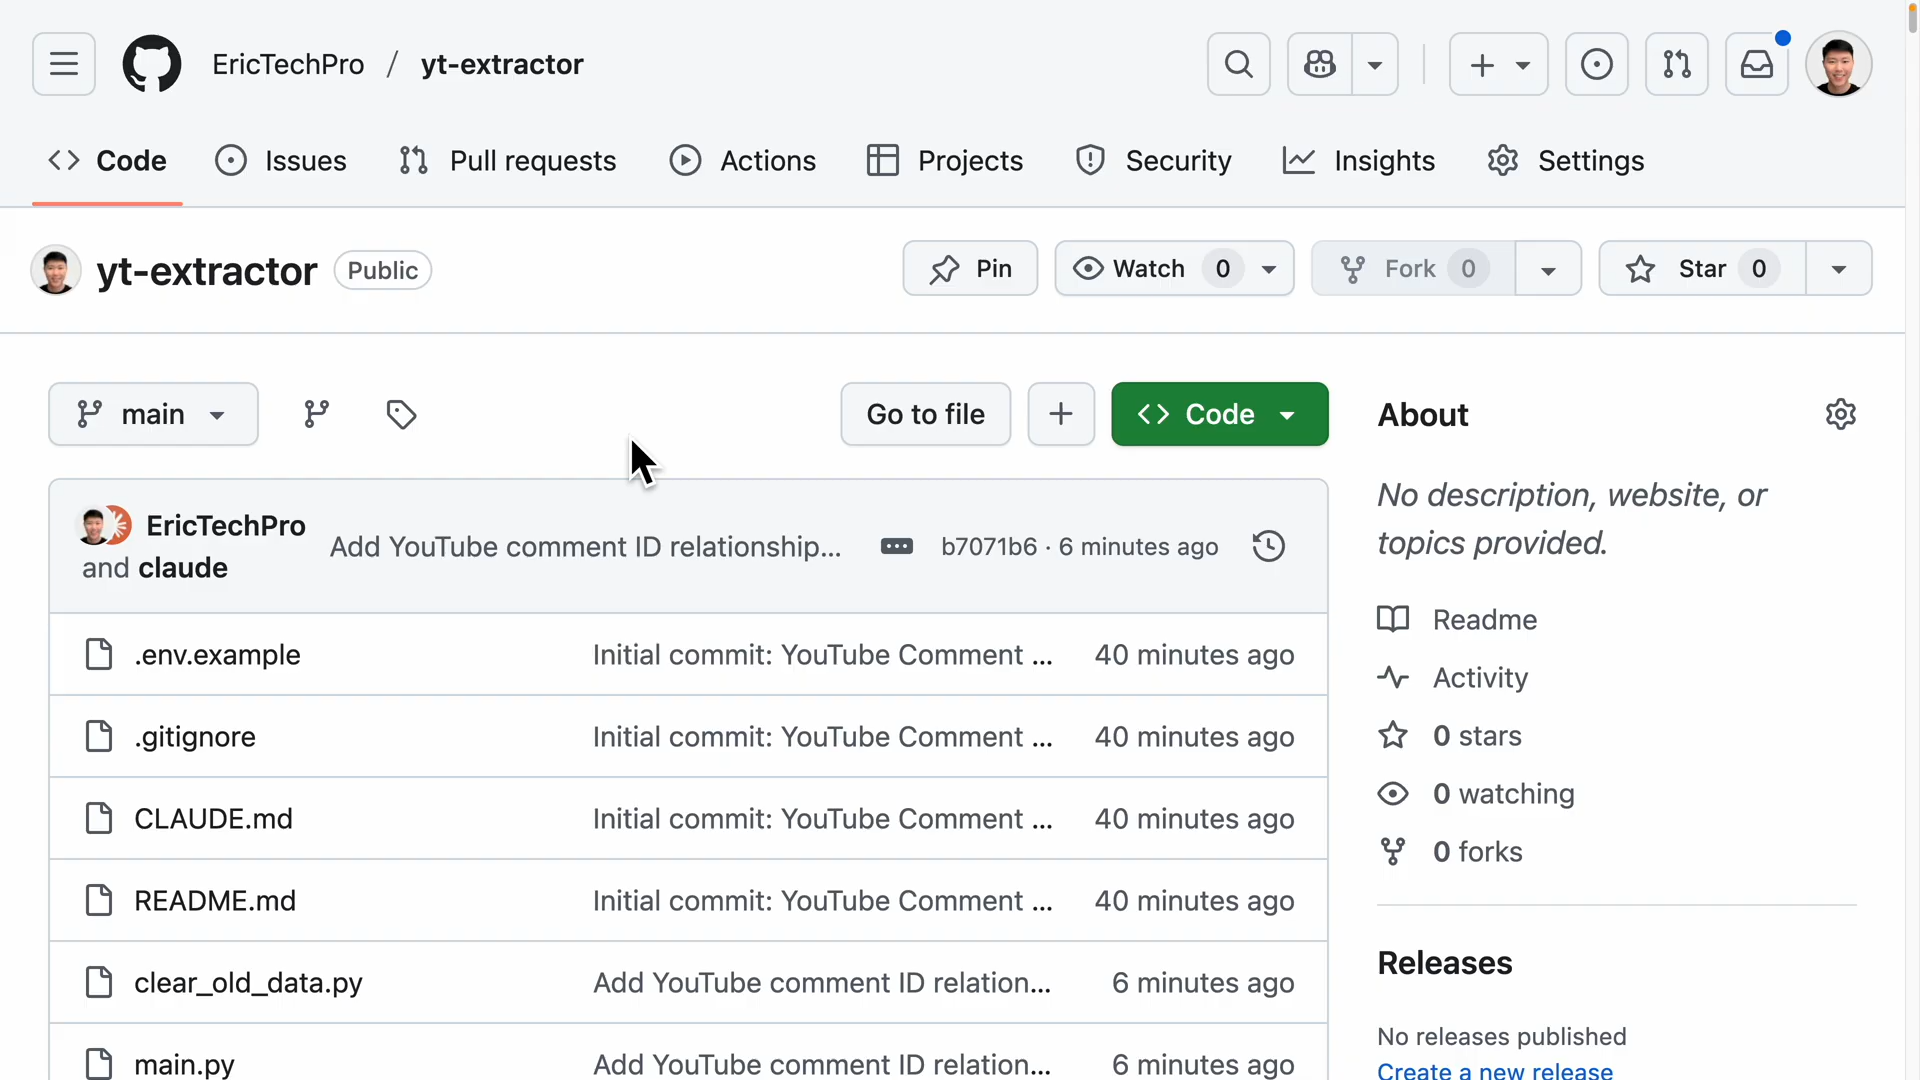 EricTechPro / yt-extractor
Code Issues Pull requests Actions Projects Security Insights Settings
yt-extractor Public Pin Watch 0 Fork 0 Star 0
main Go to file Code About
No description, website, or
topics provided.
EricTechPro
and claude
Add YouTube comment ID relationship... b7071b6 · 6 minutes ago
.env.example Initial commit: YouTube Comment ... 40 minutes ago
.gitignore Initial commit: YouTube Comment ... 40 minutes ago
CLAUDE.md Initial commit: YouTube Comment ... 40 minutes ago
README.md Initial commit: YouTube Comment ... 40 minutes ago
clear_old_data.py Add YouTube comment ID relation... 6 minutes ago
main.py Add YouTube comment ID relation... 6 minutes ago
Readme
Activity
0 stars
0 watching
0 forks
Releases
No releases published
Create a new release